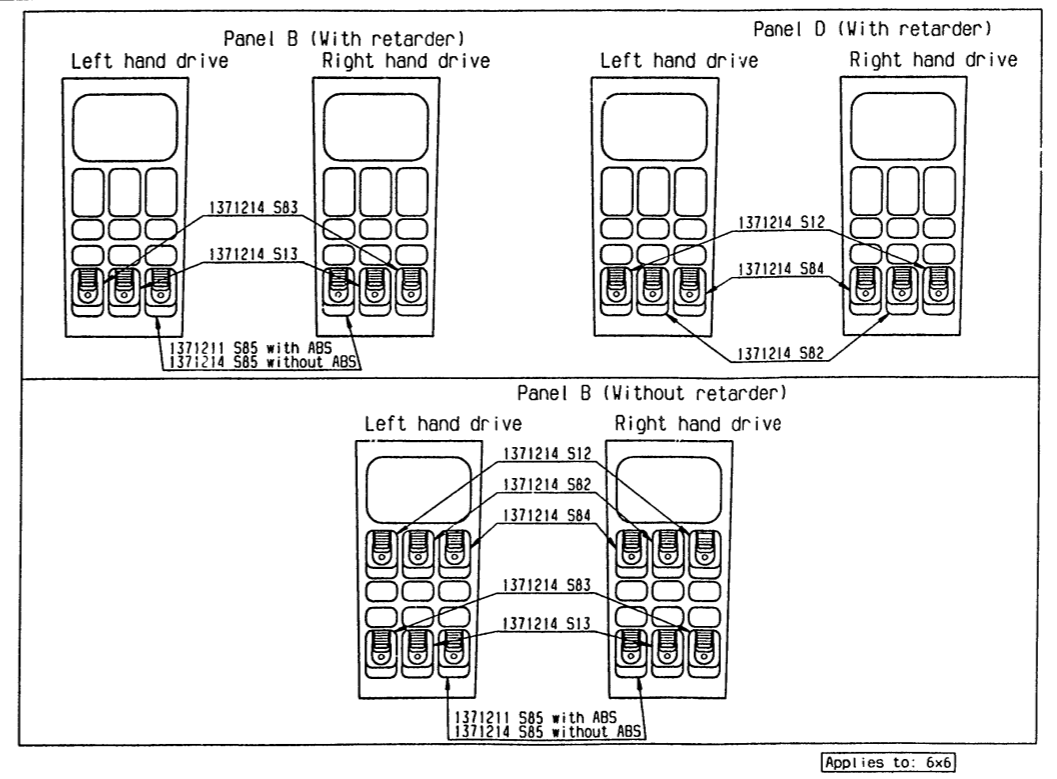 Panel B (With retarder)
Left hand drive
Right hand drive
1371214 S83
1371214 S13
1371211 S85 with ABS
1371214 S85 without ABS
Panel D (With retarder)
Left hand drive
Right hand drive
1371214 S12
1371214 S84
1371214 S82
Panel B (Without retarder)
Left hand drive
Right hand drive
1371214 S12
1371214 S82
1371214 S84
1371214 S83
1371214 S13
1371211 S85 with ABS
1371214 S85 without ABS
Applies to: 6x6